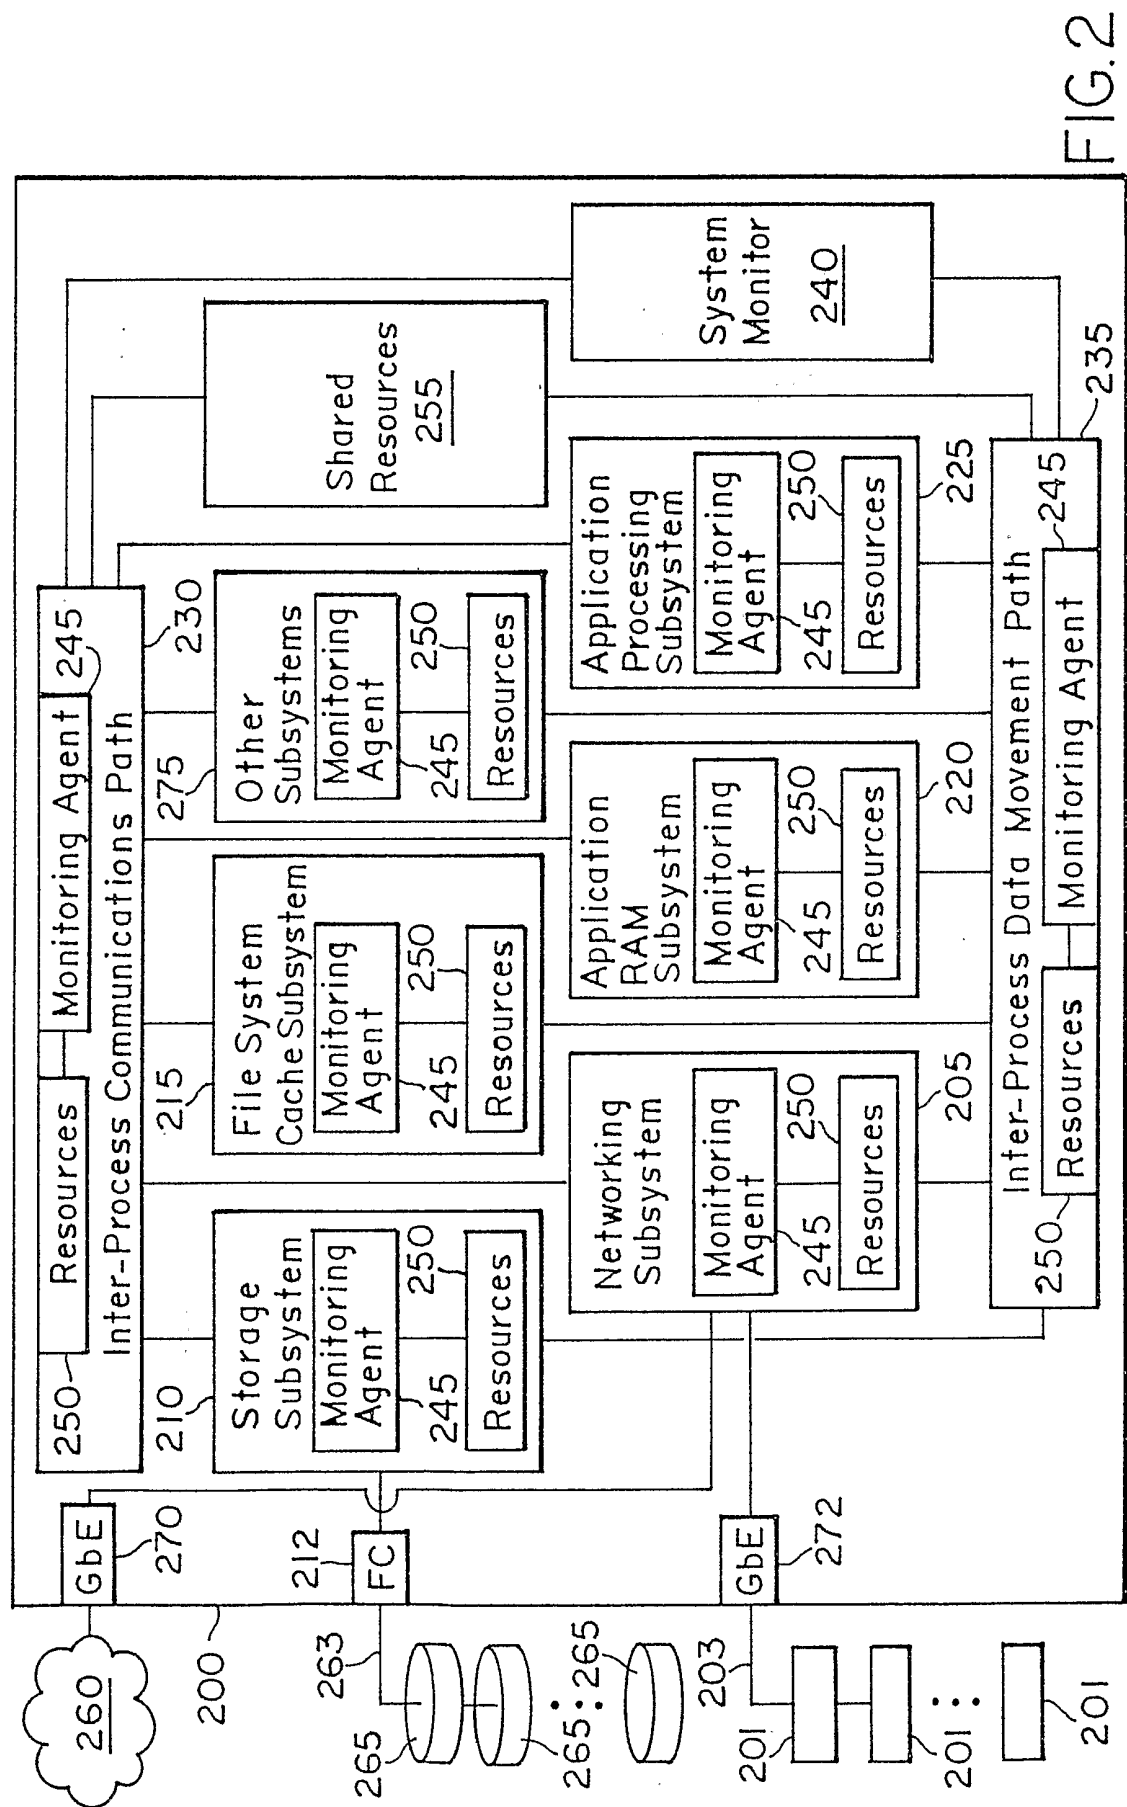 260
GbE
270
200
250
Resources
Monitoring Agent
245
Inter-Process Communications Path
230
FC
212
263
265
265
265
210
Storage
Subsystem
Monitoring
Agent
245
250
Resources
215
File System
Cache Subsystem
Monitoring
Agent
245
250
Resources
275
Other
Subsystems
Monitoring
Agent
245
250
Resources
Shared
Resources
255
GbE
272
203
201
201
201
Networking
Subsystem
Monitoring
Agent
245
250
Resources
205
Application
RAM
Subsystem
Monitoring
Agent
245
250
Resources
220
Application
Processing
Subsystem
Monitoring
Agent
245
250
Resources
225
System
Monitor
240
Inter-Process Data Movement Path
235
250
Resources
Monitoring Agent
245
FIG.2